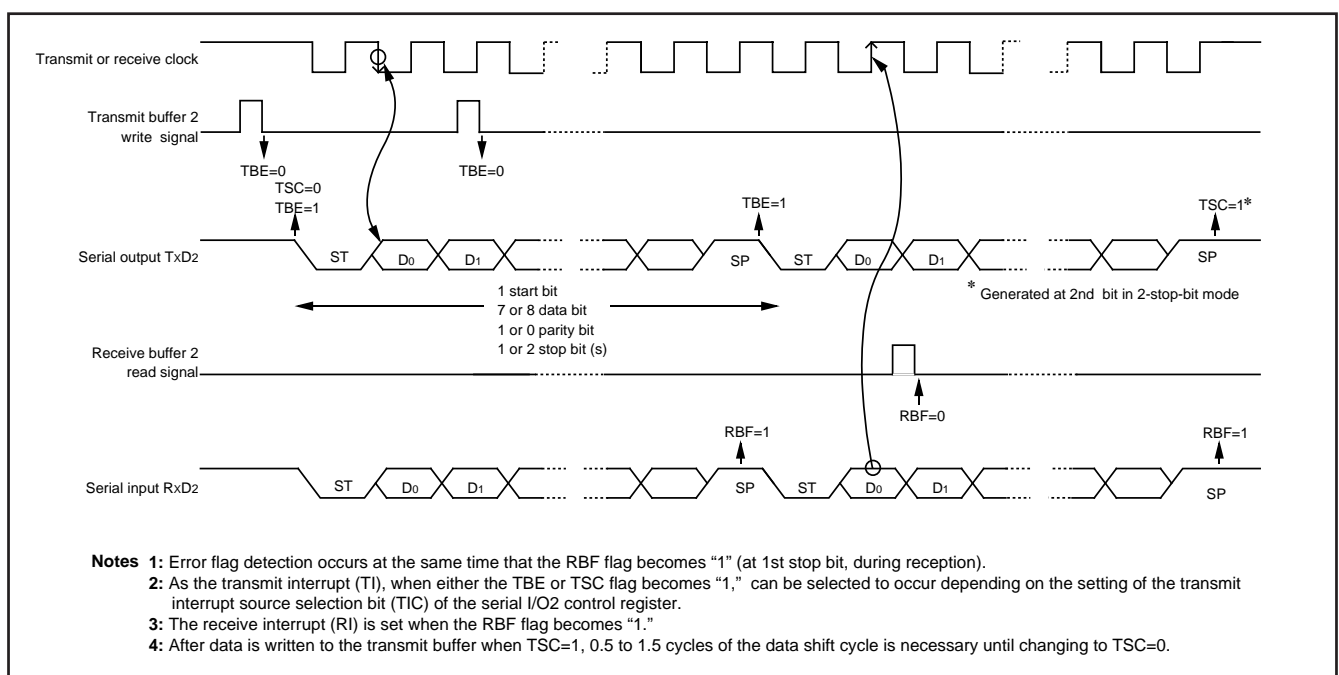 Transmit or receive clock
Transmit buffer 2
write signal
TBE=0
TBE=0
TSC=0
TBE=1
TBE=1
TSC=1*
Serial output TxD2
ST
D0
D1
SP
ST
D0
D1
SP
* Generated at 2nd bit in 2-stop-bit mode
1 start bit
7 or 8 data bit
1 or 0 parity bit
1 or 2 stop bit (s)
Receive buffer 2
read signal
RBF=0
RBF=1
RBF=1
Serial input RxD2
ST
D0
D1
SP
ST
D0
D1
SP
Notes 1: Error flag detection occurs at the same time that the RBF flag becomes “1” (at 1st stop bit, during reception).
2: As the transmit interrupt (TI), when either the TBE or TSC flag becomes “1,” can be selected to occur depending on the setting of the transmit
interrupt source selection bit (TIC) of the serial I/O2 control register.
3: The receive interrupt (RI) is set when the RBF flag becomes “1.”
4: After data is written to the transmit buffer when TSC=1, 0.5 to 1.5 cycles of the data shift cycle is necessary until changing to TSC=0.